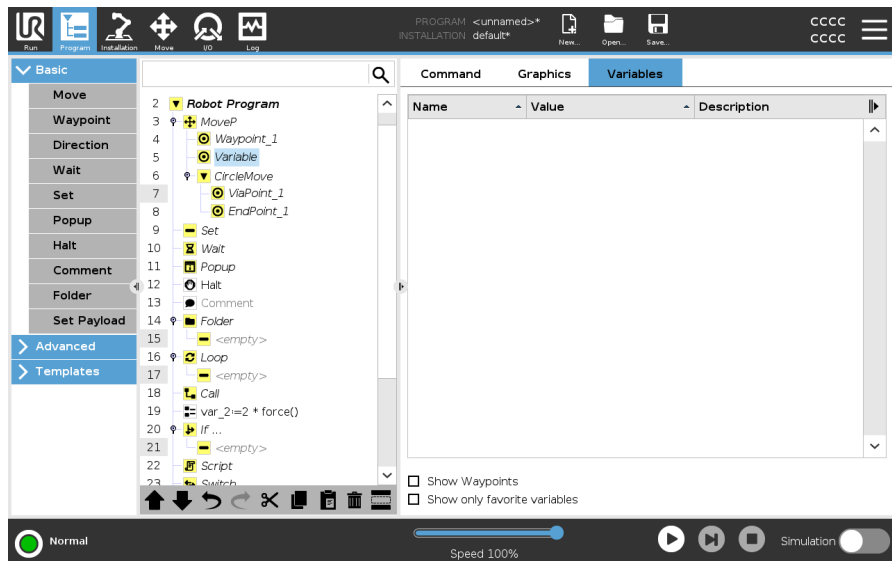 PROGRAM <unnamed>*
INSTALLATION default*
CCCC
CCCC
Run
Program
Installation
Move
I/O
Log
New...
Open...
Save...
Basic
Move
Waypoint
Direction
Wait
Set
Popup
Halt
Comment
Folder
Set Payload
Advanced
Templates
2 Robot Program
3 MoveP
4 Waypoint_1
5 Variable
6 CircleMove
7 ViaPoint_1
8 EndPoint_1
9 Set
10 Wait
11 Popup
12 Halt
13 Comment
14 Folder
15 <empty>
16 Loop
17 <empty>
18 Call
19 var_2:=2 * force()
20 If ...
21 <empty>
22 Script
23 Switch
Command Graphics Variables
Name Value Description
Show Waypoints
Show only favorite variables
Normal
Speed 100%
Simulation